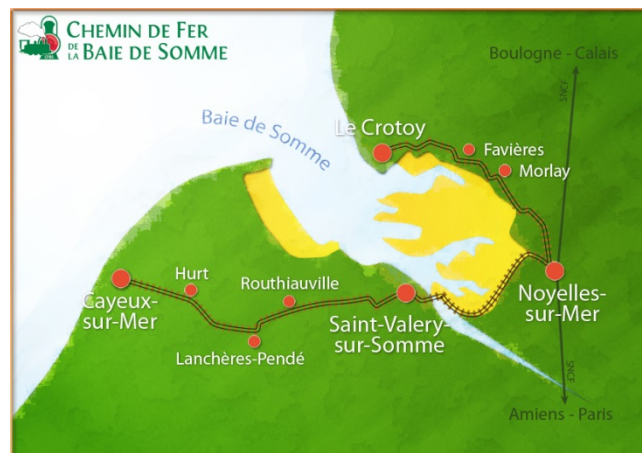 CHEMIN DE FER
DE LA BAIE DE SOMME
Boulogne - Calais
SNCF
Baie de Somme
Le Crotoy
Favières
Morlay
Hurt
Routhiauville
Cayeux-
sur-Mer
Lanchères-Pendé
Saint-Valery-
sur-Somme
Noyelles-
sur-Mer
SNCF
Amiens - Paris